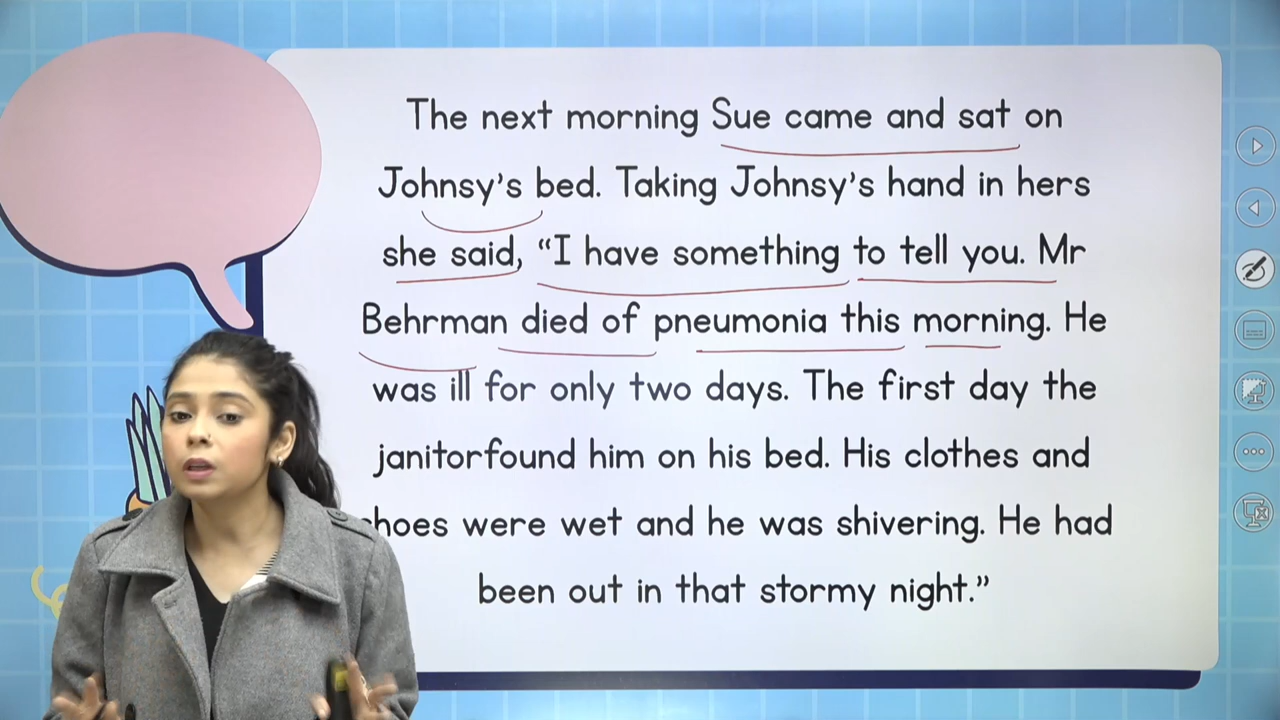 The next morning Sue came and sat on
Johnsy’s bed. Taking Johnsy’s hand in hers
she said, “I have something to tell you. Mr
Behrman died of pneumonia this morning. He
was ill for only two days. The first day the
janitorfound him on his bed. His clothes and
shoes were wet and he was shivering. He had
been out in that stormy night.”